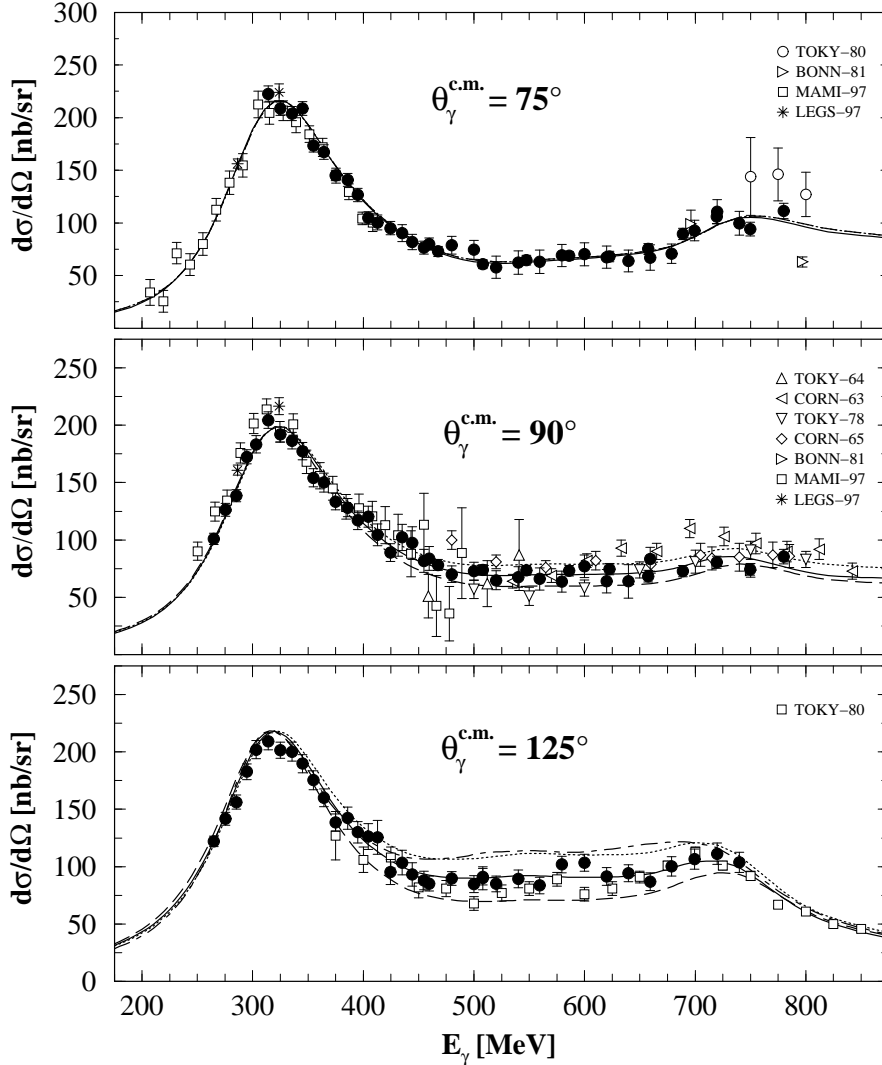 300
250
200
150
100
50
dσ/dΩ [nb/sr]
θγ c.m. = 75°
TOKY–80
BONN–81
MAMI–97
LEGS–97
250
200
150
100
50
dσ/dΩ [nb/sr]
θγ c.m. = 90°
TOKY–64
CORN–63
TOKY–78
CORN–65
BONN–81
MAMI–97
LEGS–97
250
200
150
100
50
0
dσ/dΩ [nb/sr]
θγ c.m. = 125°
TOKY–80
200 300 400 500 600 700 800
Eγ [MeV]